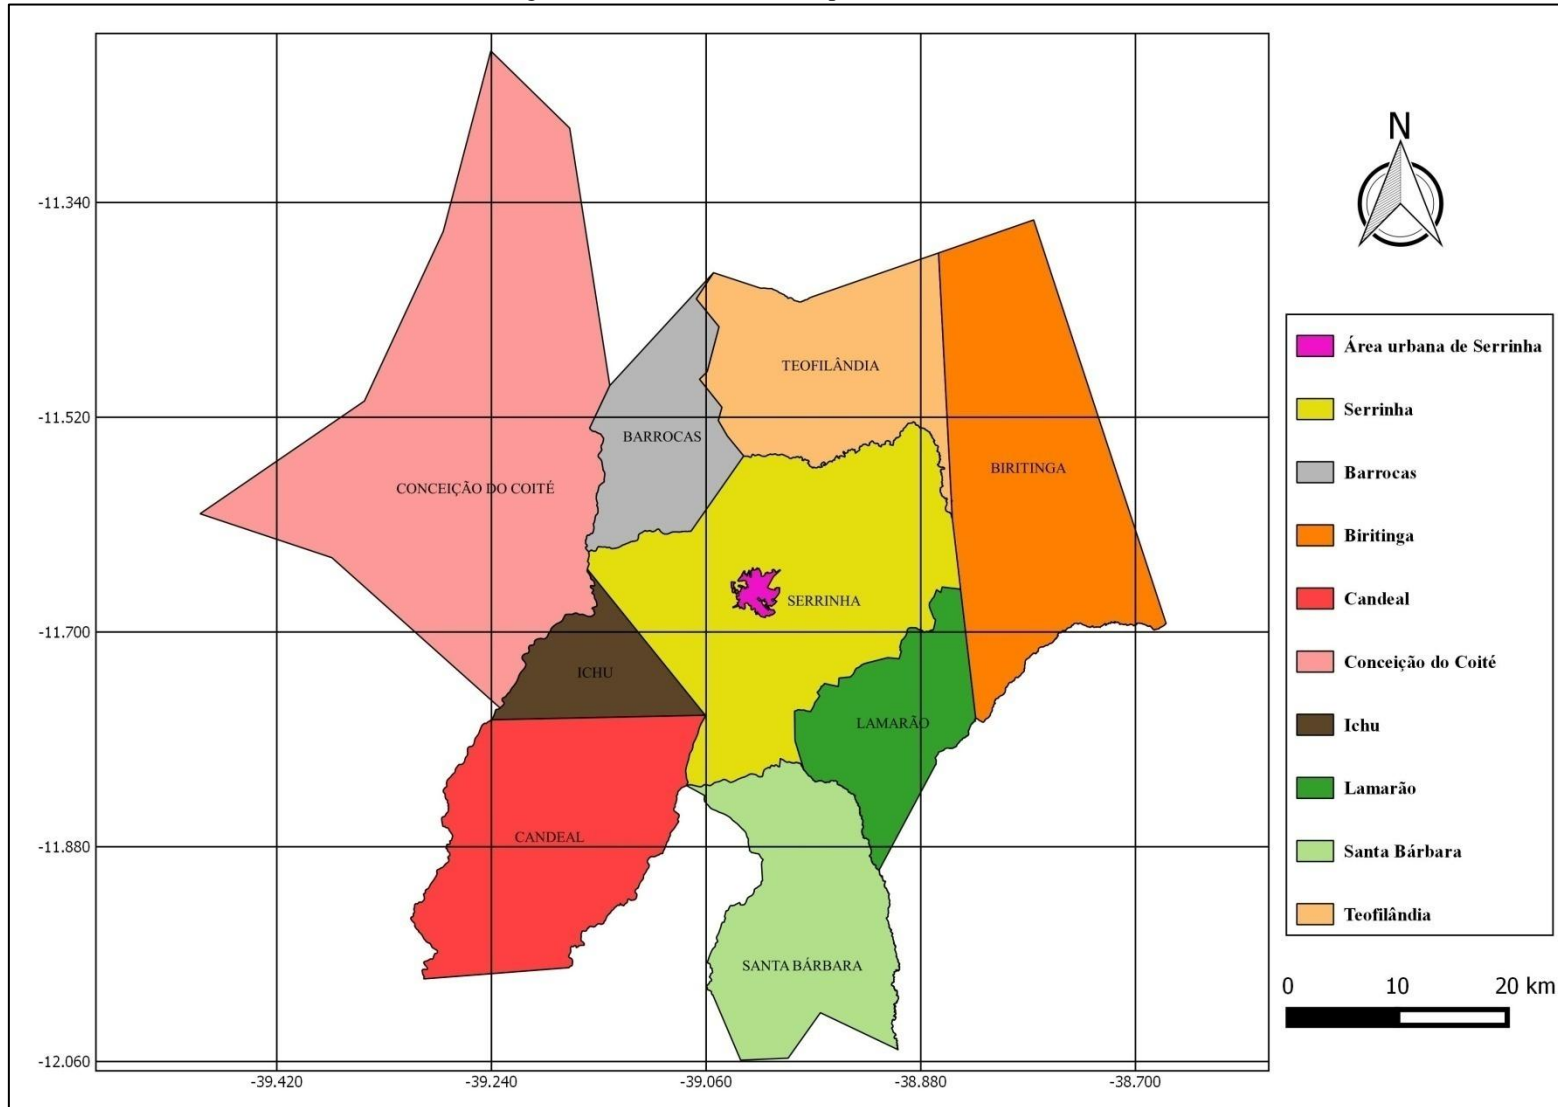 N
-11.340
-11.520
-11.700
-11.880
-12.060
-39.420
-39.240
-39.060
-38.880
-38.700
TEOFILÂNDIA
BARROCAS
BIRITINGA
CONCEIÇÃO DO COITÉ
SERRINHA
ICHU
LAMARÃO
CANDEAL
SANTA BÁRBARA
Área urbana de Serrinha
Serrinha
Barrocas
Biritinga
Candeal
Conceição do Coité
Ichu
Lamarão
Santa Bárbara
Teofilândia
0 10 20 km